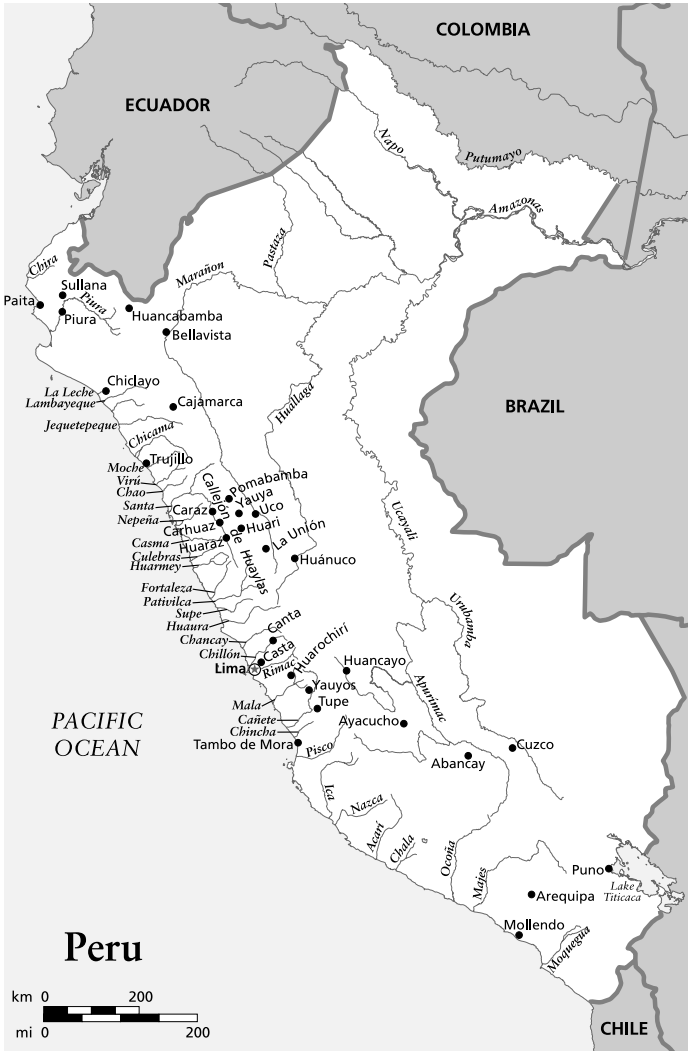 COLOMBIA
ECUADOR
Napo
Putumayo
Amazonas
Pastaza
Chira
Marañon
Sullana
Paita
Piura
Piura
Huancabamba
Bellavista
Chiclayo
La Leche
Lambayeque
Cajamarca
Huallaga
BRAZIL
Jequetepeque
Chicama
Trujillo
Moche
Virú
Chao
Callejón de Huaylas
Pomabamba
Santa
Caraz
Yauya
Uco
Nepeña
Carhuaz
Huari
Ucayali
Casma
Huaraz
La Unión
Culebras
Huarmey
Huánuco
Fortaleza
Pativilca
Supe
Huaura
Urubamba
Canta
Chancay
Chillón
Casta
Huarochirí
Lima
Rimac
Huancayo
Yauyos
Apurímac
Mala
Tupe
PACIFIC
OCEAN
Cañete
Ayacucho
Chincha
Tambo de Mora
Pisco
Cuzco
Abancay
Ica
Nazca
Acarí
Chala
Ocoña
Majes
Puno
Lake
Titicaca
Arequipa
Mollendo
Moquegua
Peru
km 0 200
mi 0 200
CHILE